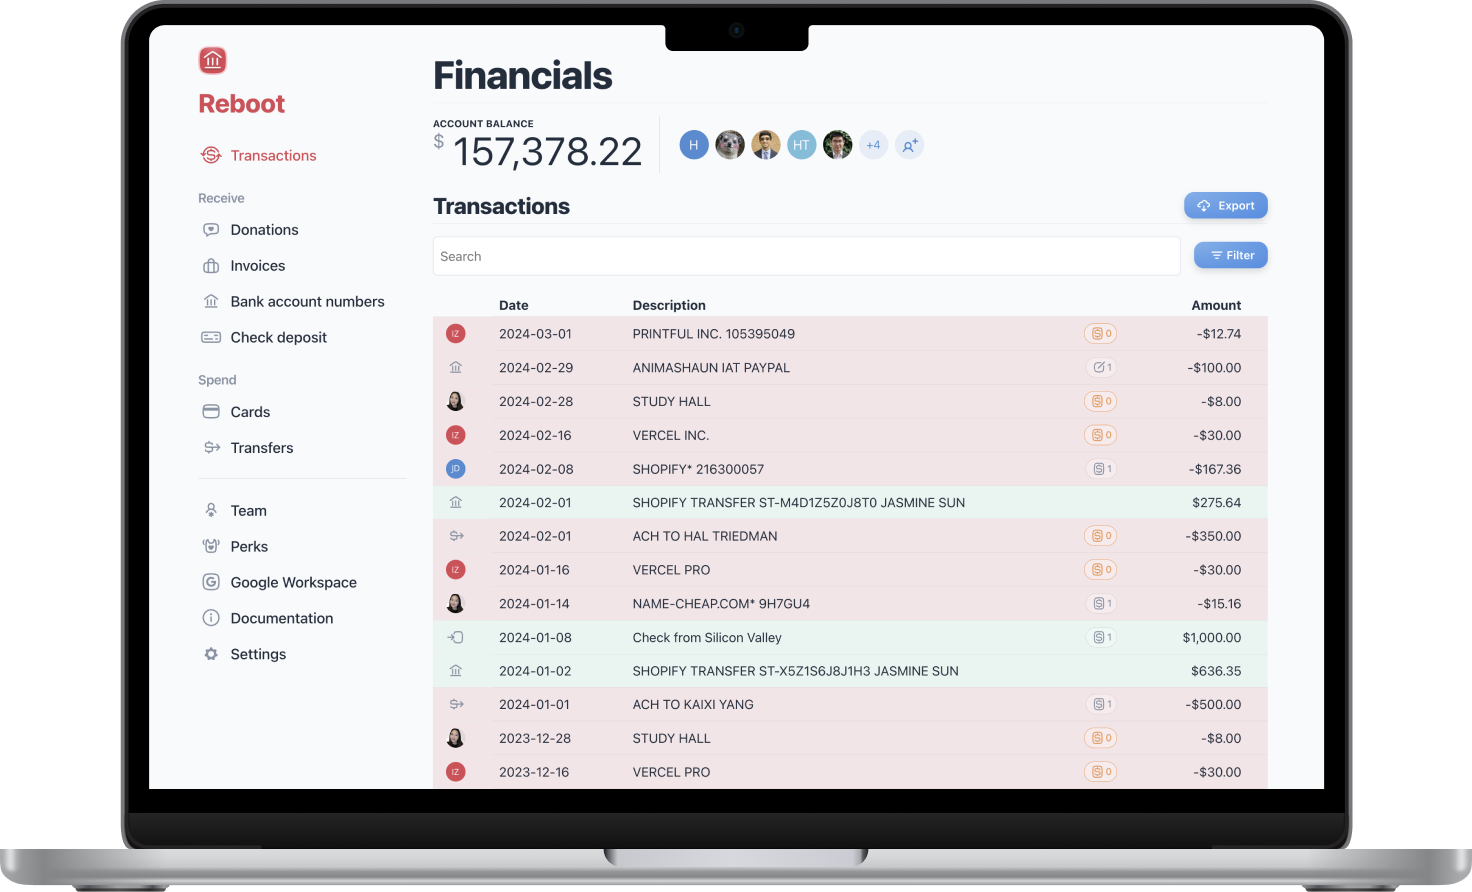 Reboot
Transactions
Receive
Donations
Invoices
Bank account numbers
Check deposit
Spend
Cards
Transfers
Team
Perks
Google Workspace
Documentation
Settings
Financials
ACCOUNT BALANCE
$ 157,378.22
H HT +4
Transactions
Export
Search
Filter
Date Description Amount
IZ 2024-03-01 PRINTFUL INC. 105395049 0 -$12.74
2024-02-29 ANIMASHAUN IAT PAYPAL 1 -$100.00
2024-02-28 STUDY HALL 0 -$8.00
IZ 2024-02-16 VERCEL INC. 0 -$30.00
JD 2024-02-08 SHOPIFY* 216300057 1 -$167.36
2024-02-01 SHOPIFY TRANSFER ST-M4D1Z5Z0J8T0 JASMINE SUN $275.64
2024-02-01 ACH TO HAL TRIEDMAN 0 -$350.00
IZ 2024-01-16 VERCEL PRO 0 -$30.00
2024-01-14 NAME-CHEAP.COM* 9H7GU4 1 -$15.16
2024-01-08 Check from Silicon Valley 1 $1,000.00
2024-01-02 SHOPIFY TRANSFER ST-X5Z1S6J8J1H3 JASMINE SUN $636.35
2024-01-01 ACH TO KAIXI YANG 1 -$500.00
2023-12-28 STUDY HALL 0 -$8.00
IZ 2023-12-16 VERCEL PRO 0 -$30.00